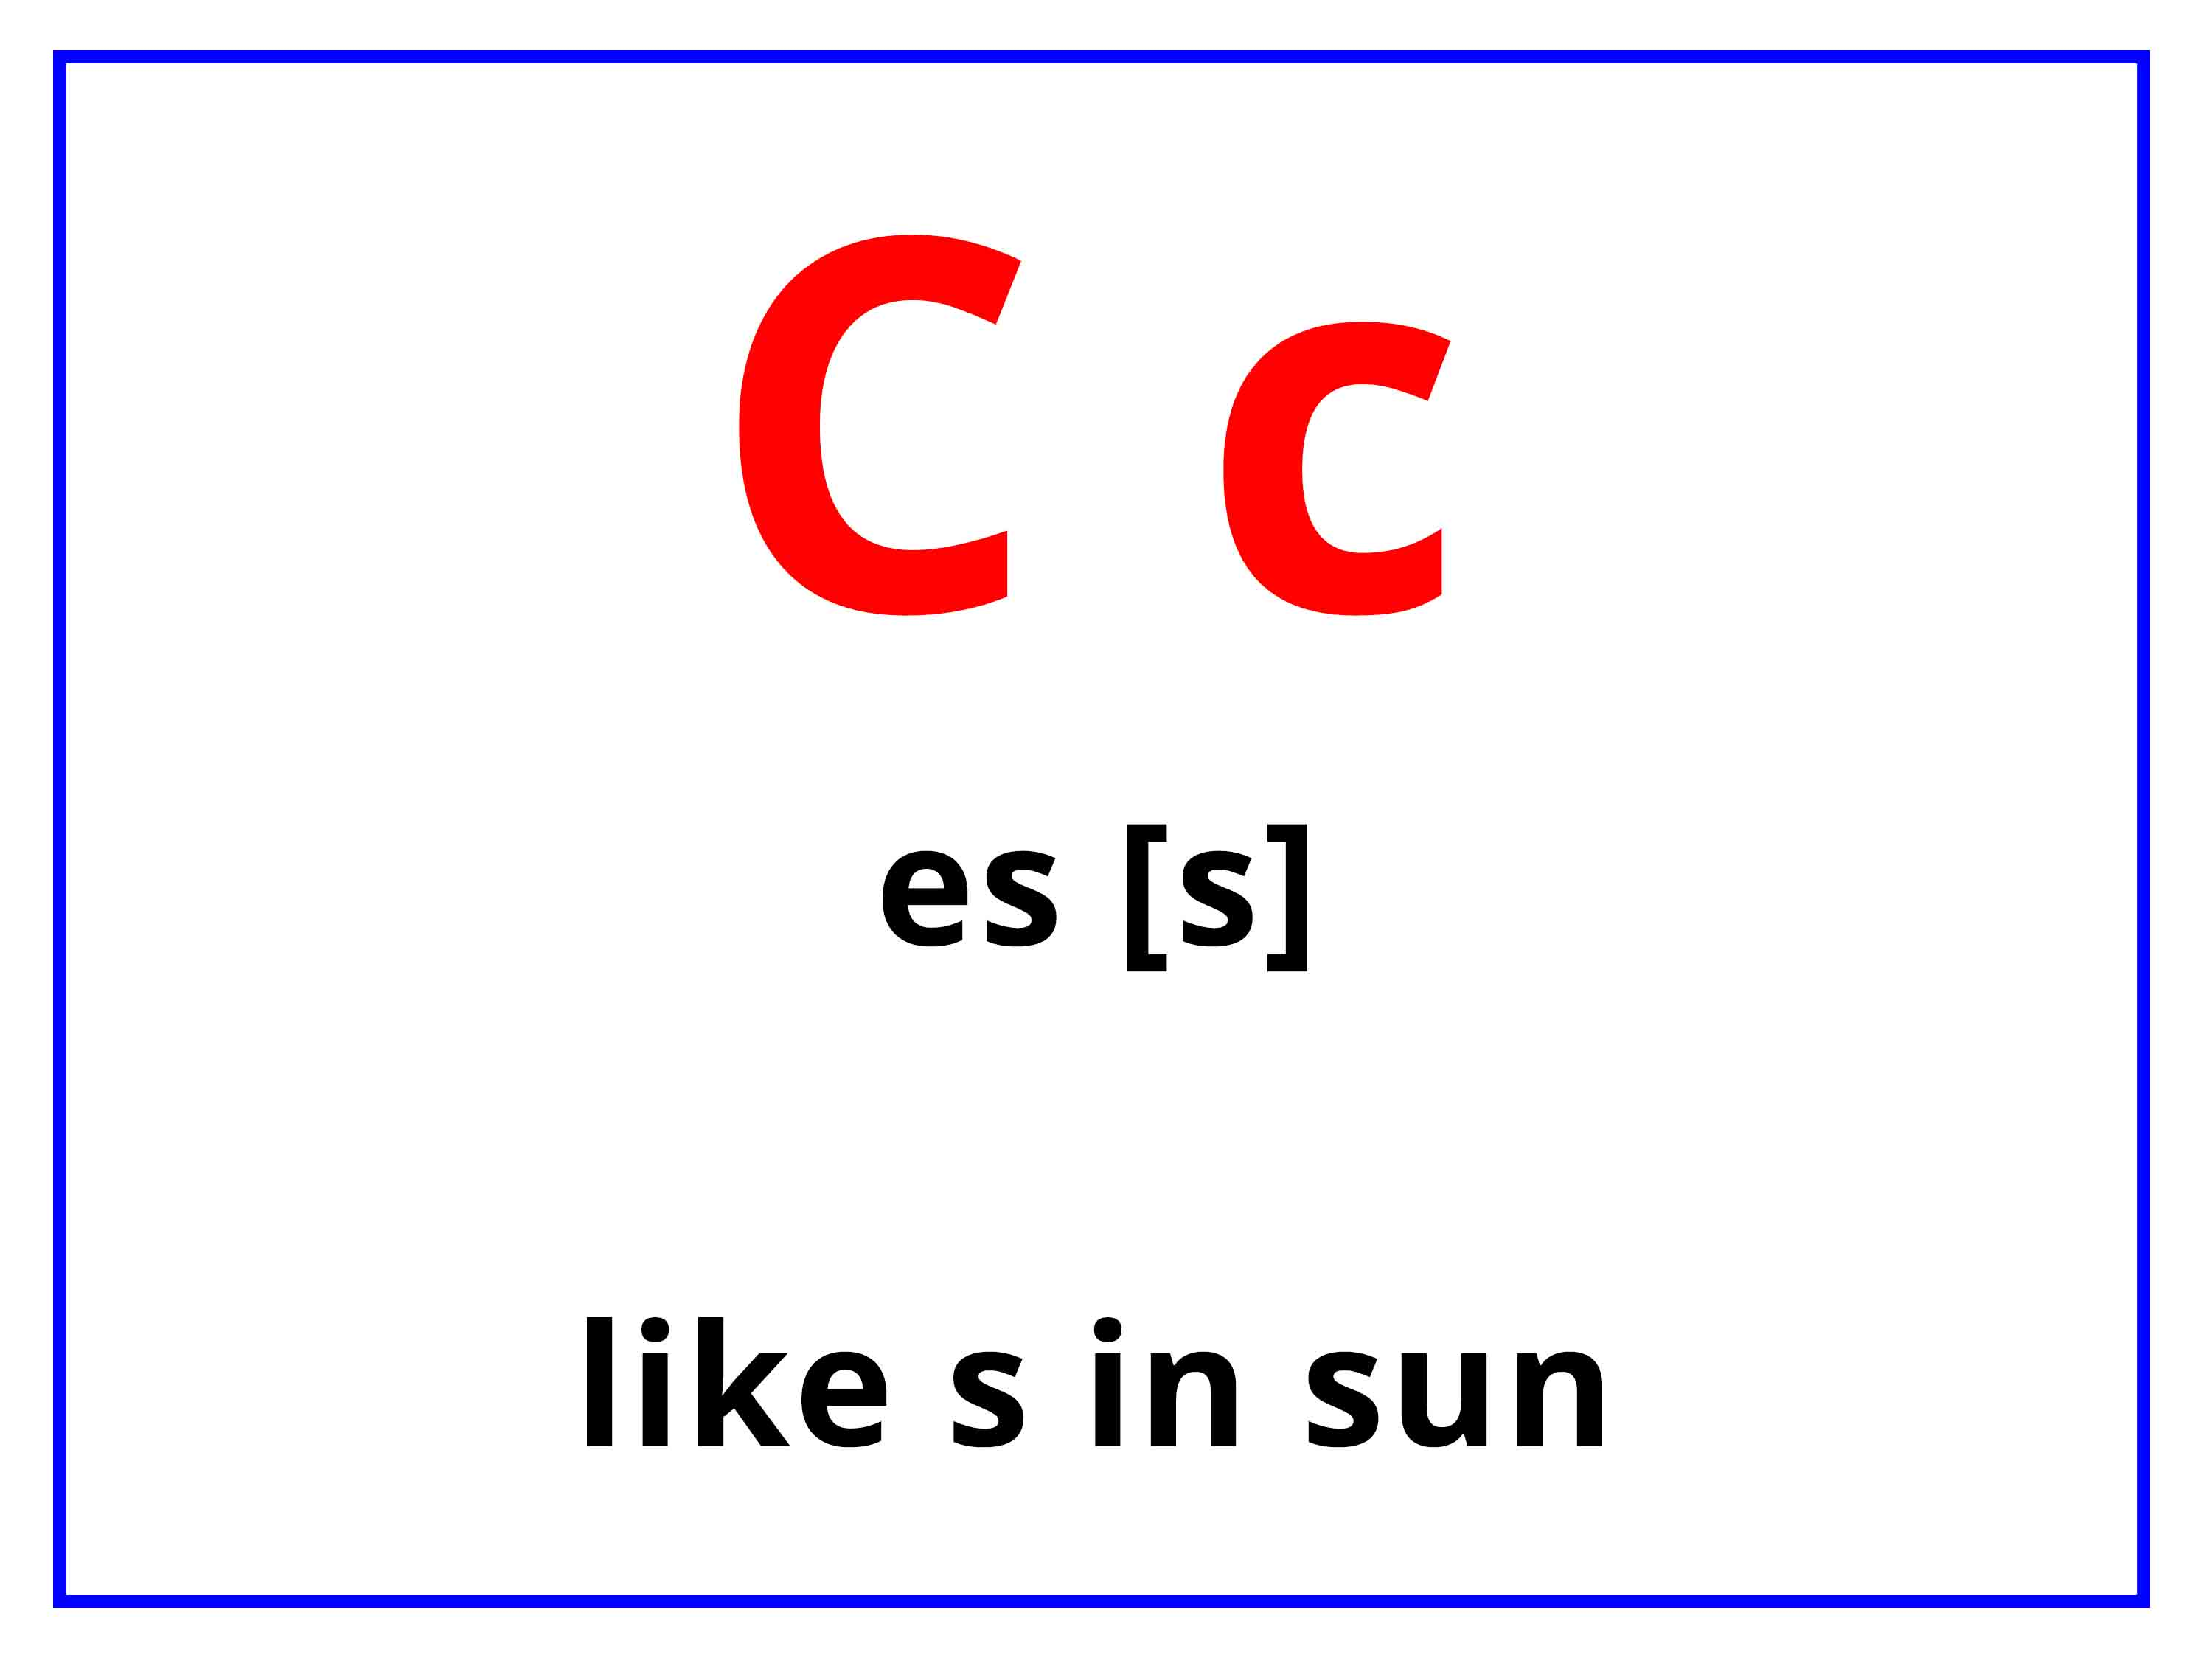 С с
es [s]
like s in sun